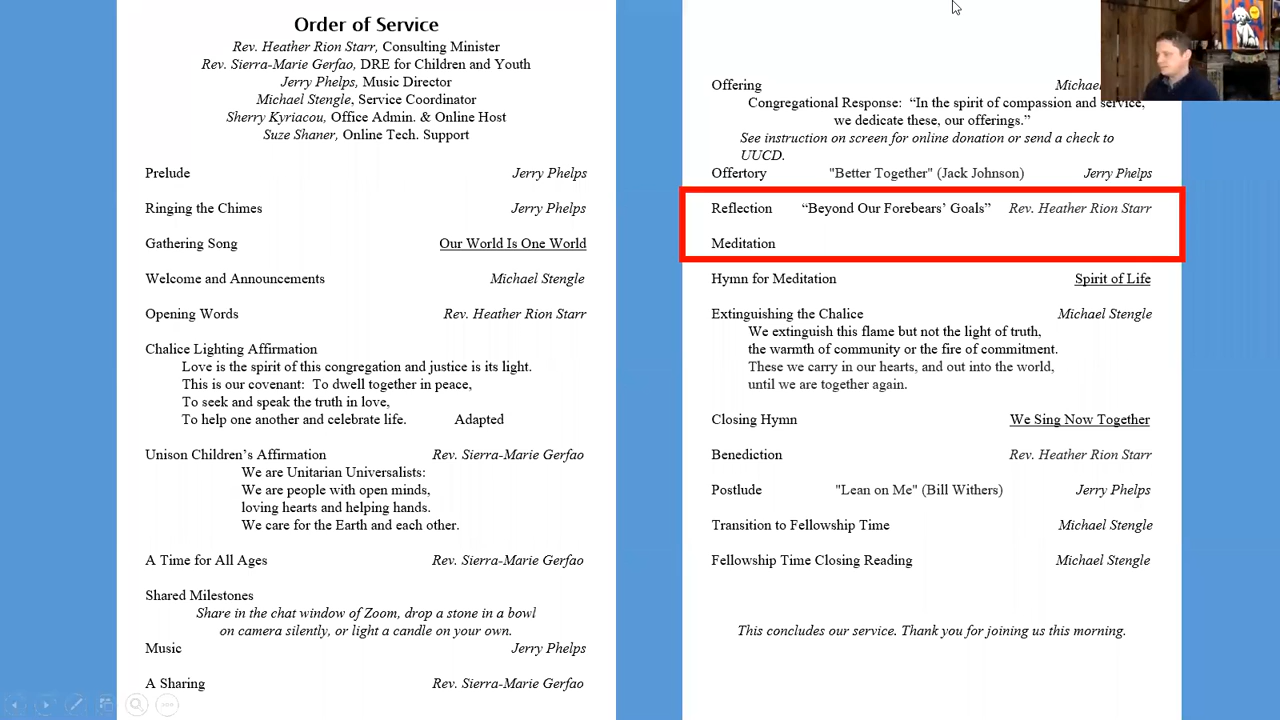 Order of Service
Rev. Heather Rion Starr, Consulting Minister
Rev. Sierra-Marie Gerfao, DRE for Children and Youth
Jerry Phelps, Music Director
Michael Stengle, Service Coordinator
Sherry Kyriacou, Office Admin. & Online Host
Suze Shaner, Online Tech. Support
Prelude Jerry Phelps
Ringing the Chimes Jerry Phelps
Gathering Song Our World Is One World
Welcome and Announcements Michael Stengle
Opening Words Rev. Heather Rion Starr
Chalice Lighting Affirmation
Love is the spirit of this congregation and justice is its light.
This is our covenant: To dwell together in peace,
To seek and speak the truth in love,
To help one another and celebrate life. Adapted
Unison Children’s Affirmation Rev. Sierra-Marie Gerfao
We are Unitarian Universalists:
We are people with open minds,
loving hearts and helping hands.
We care for the Earth and each other.
A Time for All Ages Rev. Sierra-Marie Gerfao
Shared Milestones
Share in the chat window of Zoom, drop a stone in a bowl
on camera silently, or light a candle on your own.
Music Jerry Phelps
A Sharing Rev. Sierra-Marie Gerfao
Offering Michael
Congregational Response: “In the spirit of compassion and service,
we dedicate these, our offerings.”
See instruction on screen for online donation or send a check to
UUCD.
Offertory "Better Together" (Jack Johnson) Jerry Phelps
Reflection “Beyond Our Forebears’ Goals” Rev. Heather Rion Starr
Meditation
Hymn for Meditation Spirit of Life
Extinguishing the Chalice Michael Stengle
We extinguish this flame but not the light of truth,
the warmth of community or the fire of commitment.
These we carry in our hearts, and out into the world,
until we are together again.
Closing Hymn We Sing Now Together
Benediction Rev. Heather Rion Starr
Postlude "Lean on Me" (Bill Withers) Jerry Phelps
Transition to Fellowship Time Michael Stengle
Fellowship Time Closing Reading Michael Stengle
This concludes our service. Thank you for joining us this morning.